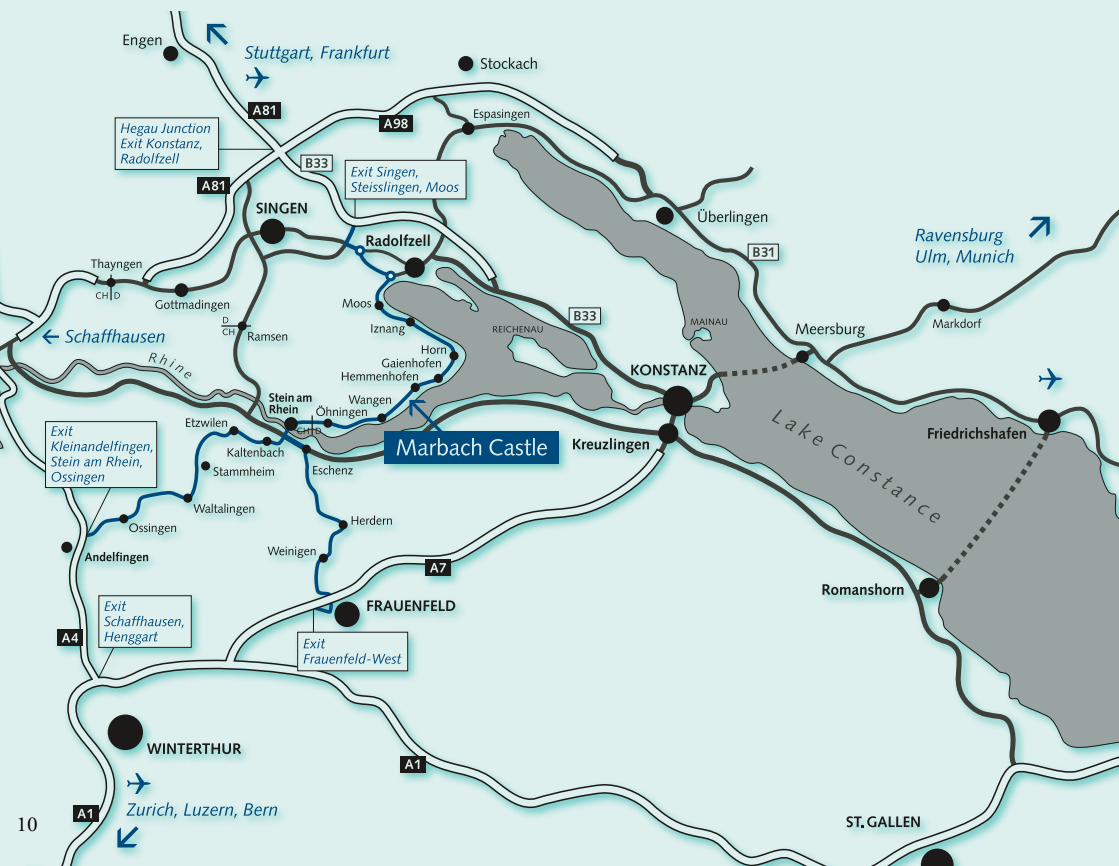 Engen
Stuttgart, Frankfurt
Stockach
A81
A98
Espasingen
Hegau Junction
Exit Konstanz,
Radolfzell
B33
Exit Singen,
Steisslingen, Moos
A81
SINGEN
Radolfzell
Überlingen
Ravensburg
Ulm, Munich
B31
Thayngen
CH D
Gottmadingen
Moos
Iznang
REICHENAU
B33
MAINAU
Meersburg
Markdorf
D
CH
Ramsen
Schaffhausen
Rhine
Horn
Gaienhofen
Hemmenhofen
KONSTANZ
Wangen
Stein am
Rhein
Öhningen
CH D
Etzwilen
Kaltenbach
Marbach Castle
Kreuzlingen
Lake Constance
Friedrichshafen
Exit
Kleinandelfingen,
Stein am Rhein,
Ossingen
Stammheim
Eschenz
Waltalingen
Ossingen
Herdern
Weinigen
Andelfingen
A7
Romanshorn
FRAUENFELD
Exit
Schaffhausen,
Henggart
A4
Exit
Frauenfeld-West
WINTERTHUR
A1
Zurich, Luzern, Bern
A1
10
ST. GALLEN